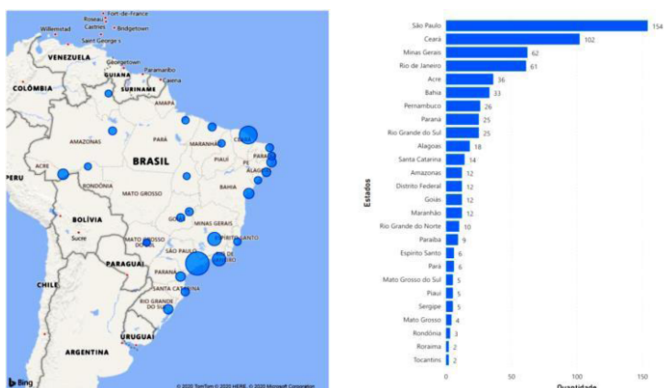 Fort-de-France
Roseau
Castries
Bridgetown
Willemstad
Saint George's
VENEZUELA
Georgetown
Paramaribo
GUIANA
Caiena
COLÔMBIA
SURINAME
AMAPÁ
AMAZONAS
PARÁ
MARANHÃO
CEARÁ
PIAUÍ
PARAÍ
PE
ALAGO
ACRE
BRASIL
RONDÔNIA
PERU
MATO GROSSO
BAHIA
BOLÍVIA
GOIÁS
Sucre
MINAS GERAIS
MATO GROSSO
DO SUL
ESPÍRITO SANTO
SÃO PAULO
RIO DE
JANEIRO
PARAGUAI
PARANÁ
CHILE
SANTA CATARINA
RIO GRANDE
DO SUL
URUGUAI
ARGENTINA
Bing
© 2020 TomTom © 2020 HERE, © 2020 Microsoft Corporation
Estados
São Paulo 154
Ceará 102
Minas Gerais 62
Rio de Janeiro 61
Acre 36
Bahia 33
Pernambuco 26
Paraná 25
Rio Grande do Sul 25
Alagoas 18
Santa Catarina 14
Amazonas 12
Distrito Federal 12
Goiás 12
Maranhão 12
Rio Grande do Norte 10
Paraíba 9
Espírito Santo 6
Pará 6
Mato Grosso do Sul 5
Piauí 5
Sergipe 5
Mato Grosso 4
Rondônia 3
Roraima 2
Tocantins 2
0 50 100 150
Quantidade